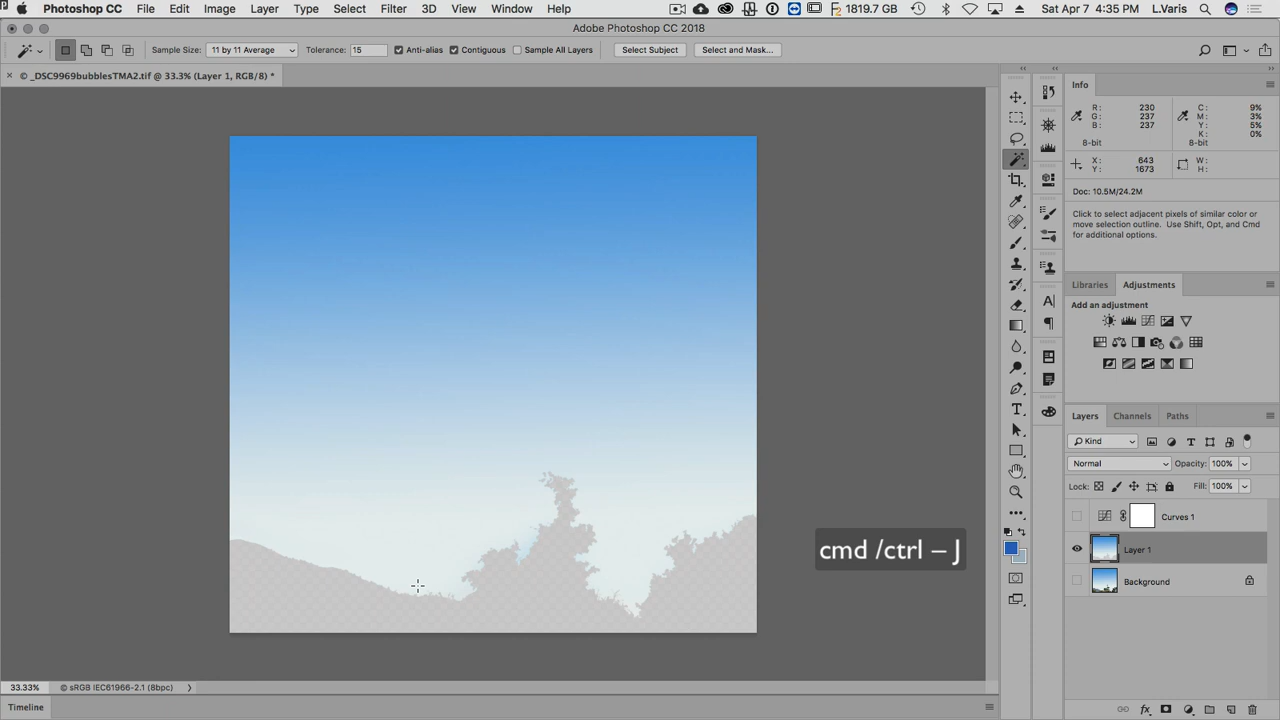 Photoshop CC File Edit Image Layer Type Select Filter 3D View Window Help 1819.7 GB Sat Apr 7 4:35 PM L.Varis
Adobe Photoshop CC 2018
Sample Size: 11 by 11 Average Tolerance: 15 Anti-alias Contiguous Sample All Layers Select Subject Select and Mask...
© _DSC9969bubblesTMA2.tif @ 33.3% (Layer 1, RGB/8) *
Info
R: 230 C: 9%
G: 237 M: 3%
B: 237 Y: 5%
K: 0%
8-bit 8-bit
X: 643 W:
Y: 1673 H:
Doc: 10.5M/24.2M
Click to select adjacent pixels of similar color or
move selection outline. Use Shift, Opt, and Cmd
for additional options.
Libraries Adjustments
Add an adjustment
Layers Channels Paths
Kind
Normal Opacity: 100%
Lock: Fill: 100%
Curves 1
Layer 1
Background
cmd /ctrl – J
33.33% © sRGB IEC61966-2.1 (8bpc)
Timeline